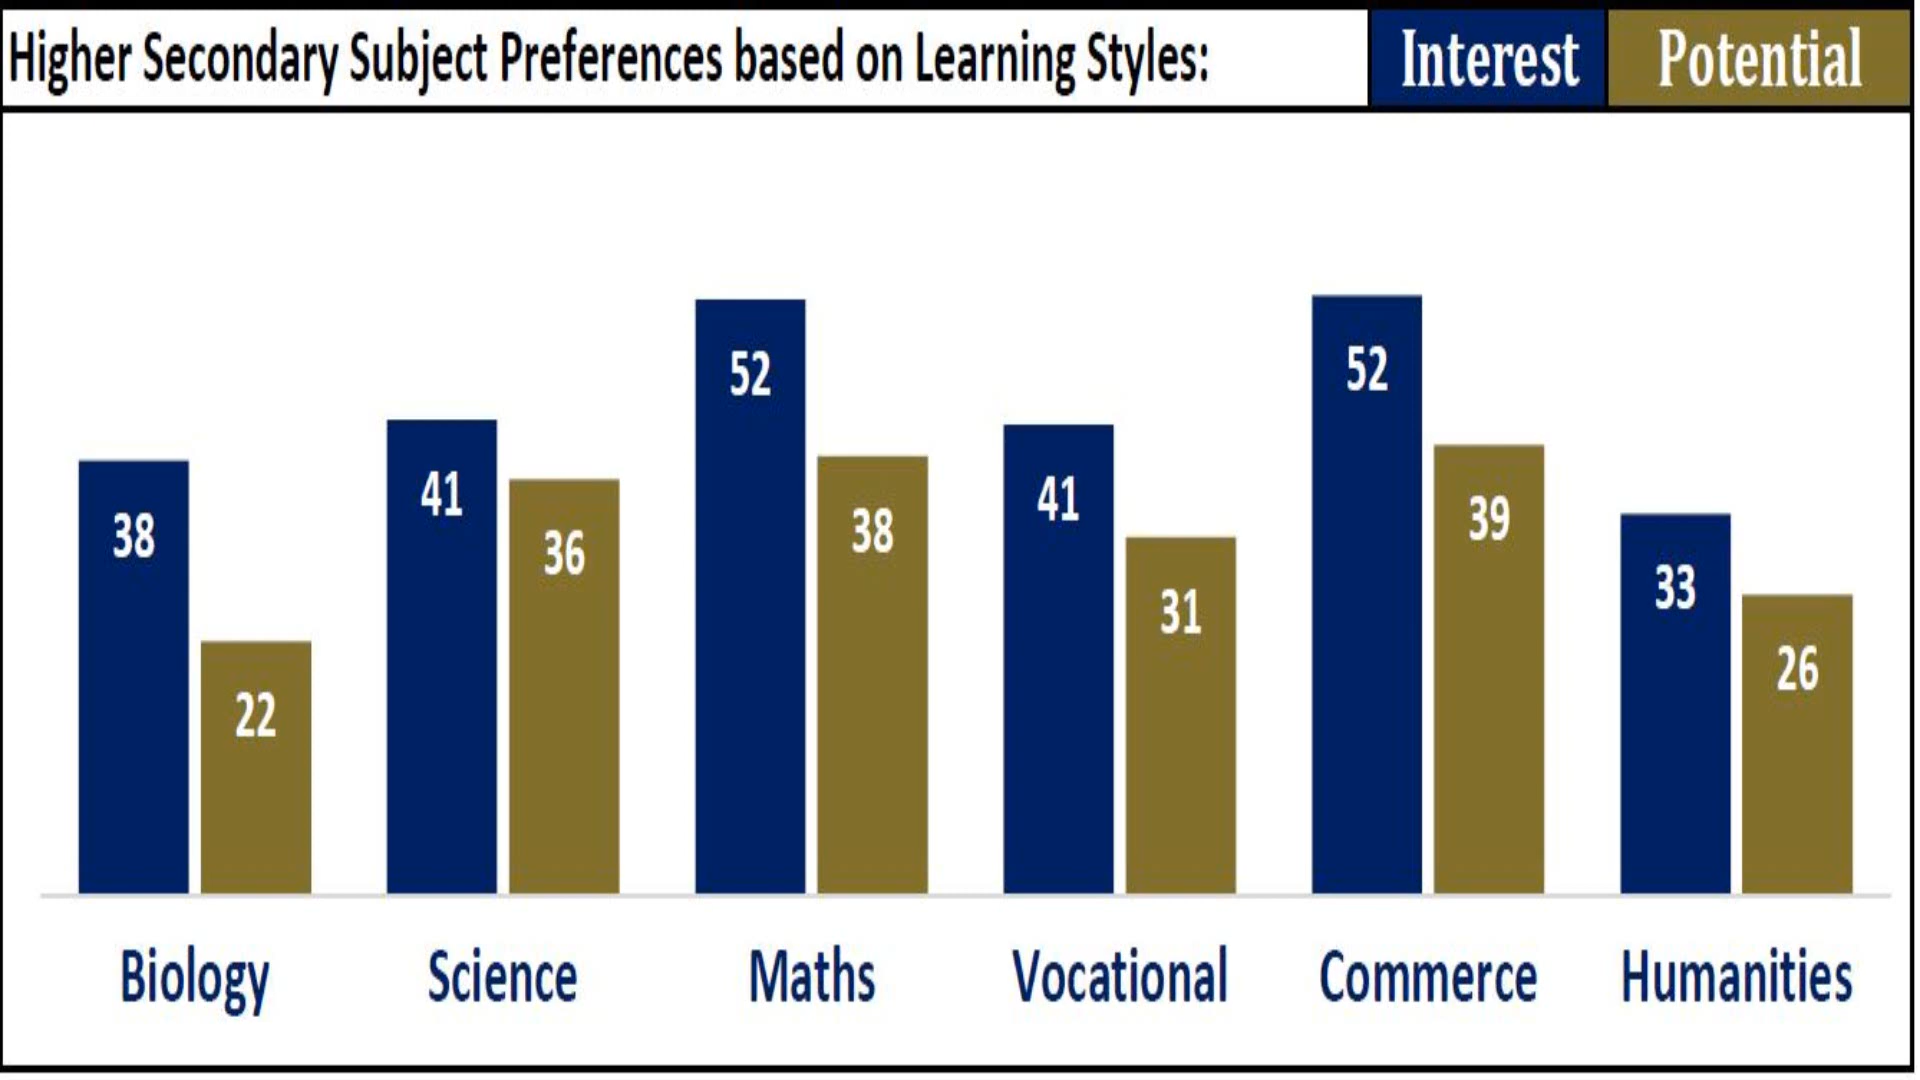 Higher Secondary Subject Preferences based on Learning Styles: Interest Potential
38 22 41 36 52 38 41 31 52 39 33 26
Biology Science Maths Vocational Commerce Humanities